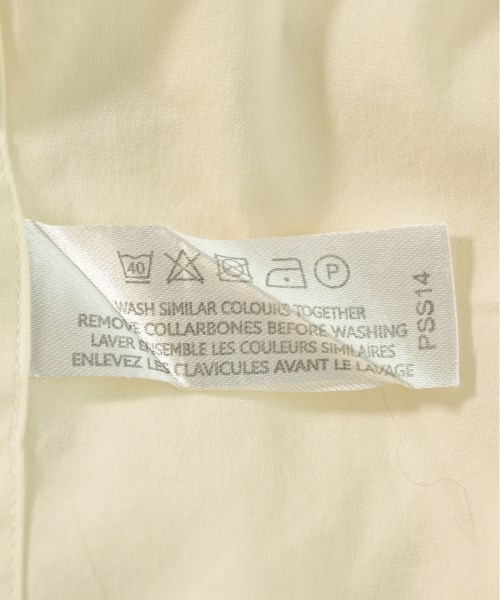 40 P
WASH SIMILAR COLOURS TOGETHER
REMOVE COLLARBONES BEFORE WASHING
LAVER ENSEMBLE LES COULEURS SIMILAIRES
ENLEVEZ LES CLAVICULES AVANT LE LAVAGE
PSS14